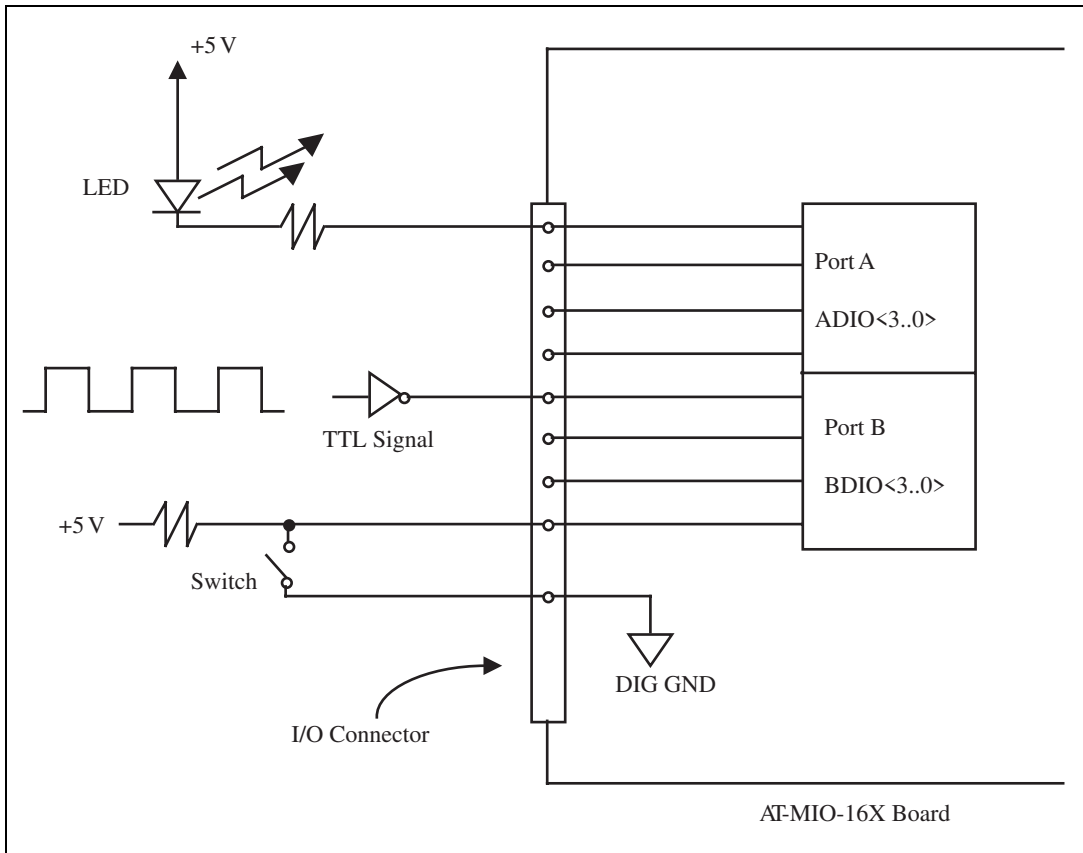 +5 V
LED
Port A
ADIO<3..0>
TTL Signal
Port B
BDIO<3..0>
+5 V
Switch
DIG GND
I/O Connector
AT-MIO-16X Board